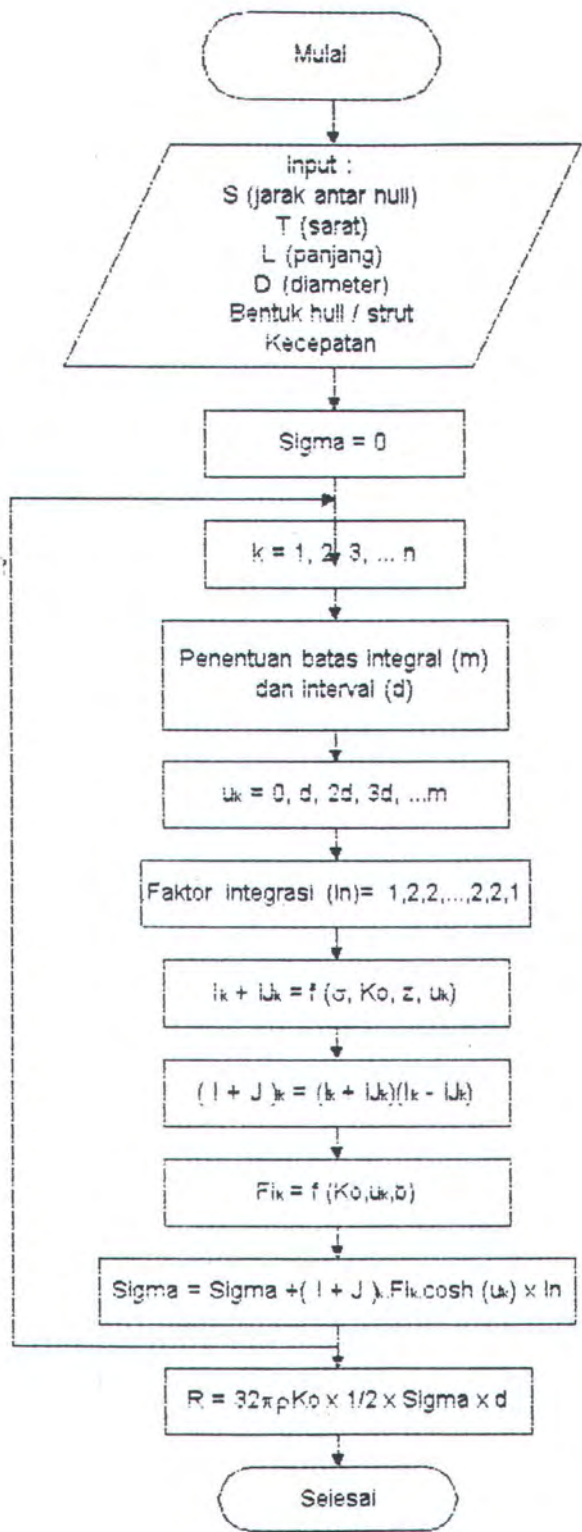 Mulai
Input :
S (jarak antar hull)
T (sarat)
L (panjang)
D (diameter)
Bentuk hull / strut
Kecepatan
Sigma = 0
k = 1, 2, 3, ... n
Penentuan batas integral (m)
dan interval (d)
uk = 0, d, 2d, 3d, ...m
Faktor integrasi (In)= 1,2,2,...,2,2,1
Ik + iJk = f (σ, Ko, z, uk)
( I + J )k = (Ik + iJk)(Ik - iJk)
Fik = f (Ko,uk,b)
Sigma = Sigma +( I + J )k.Fik.cosh (uk) x In
R = 32πρKo x 1/2 x Sigma x d
Selesai